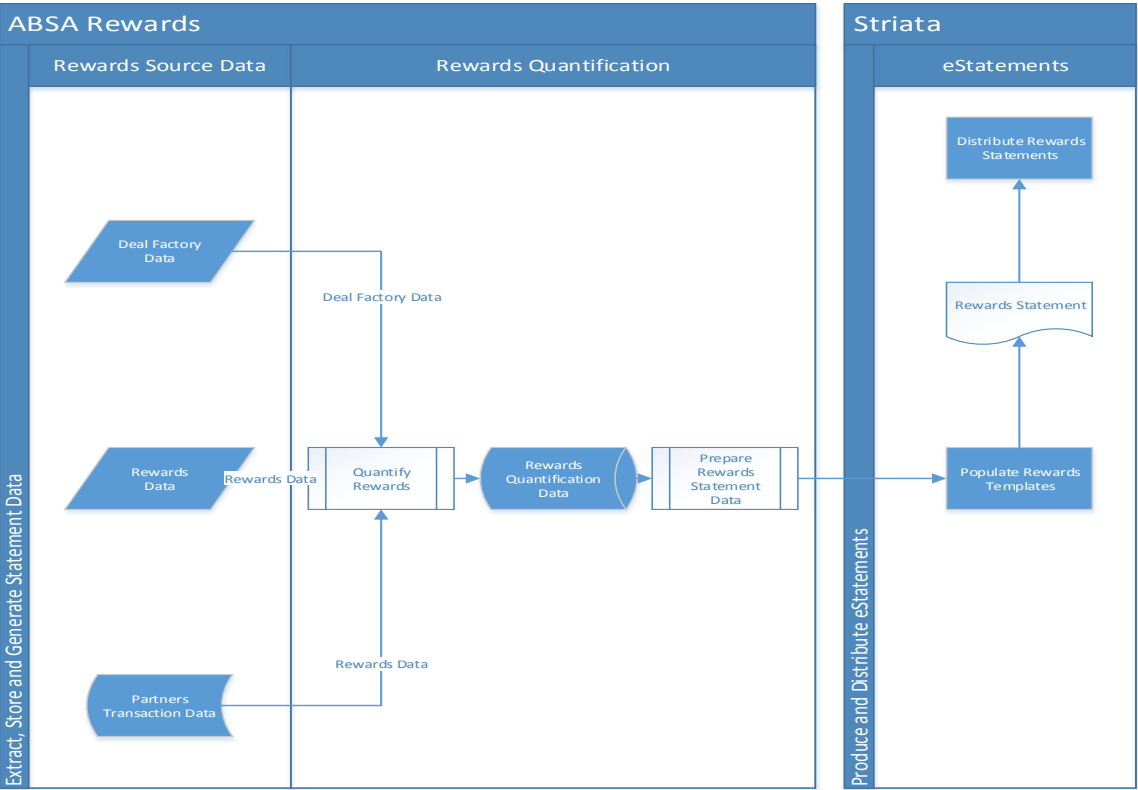 ABSA Rewards
Striata
Rewards Source Data
Rewards Quantification
eStatements
Extract, Store and Generate Statement Data
Deal Factory
Data
Deal Factory Data
Rewards
Data
Rewards Data
Quantify
Rewards
Rewards
Quantification
Data
Prepare
Rewards
Statement
Data
Rewards Data
Partners
Transaction Data
Produce and Distribute eStatements
Distribute Rewards
Statements
Rewards Statement
Populate Rewards
Templates